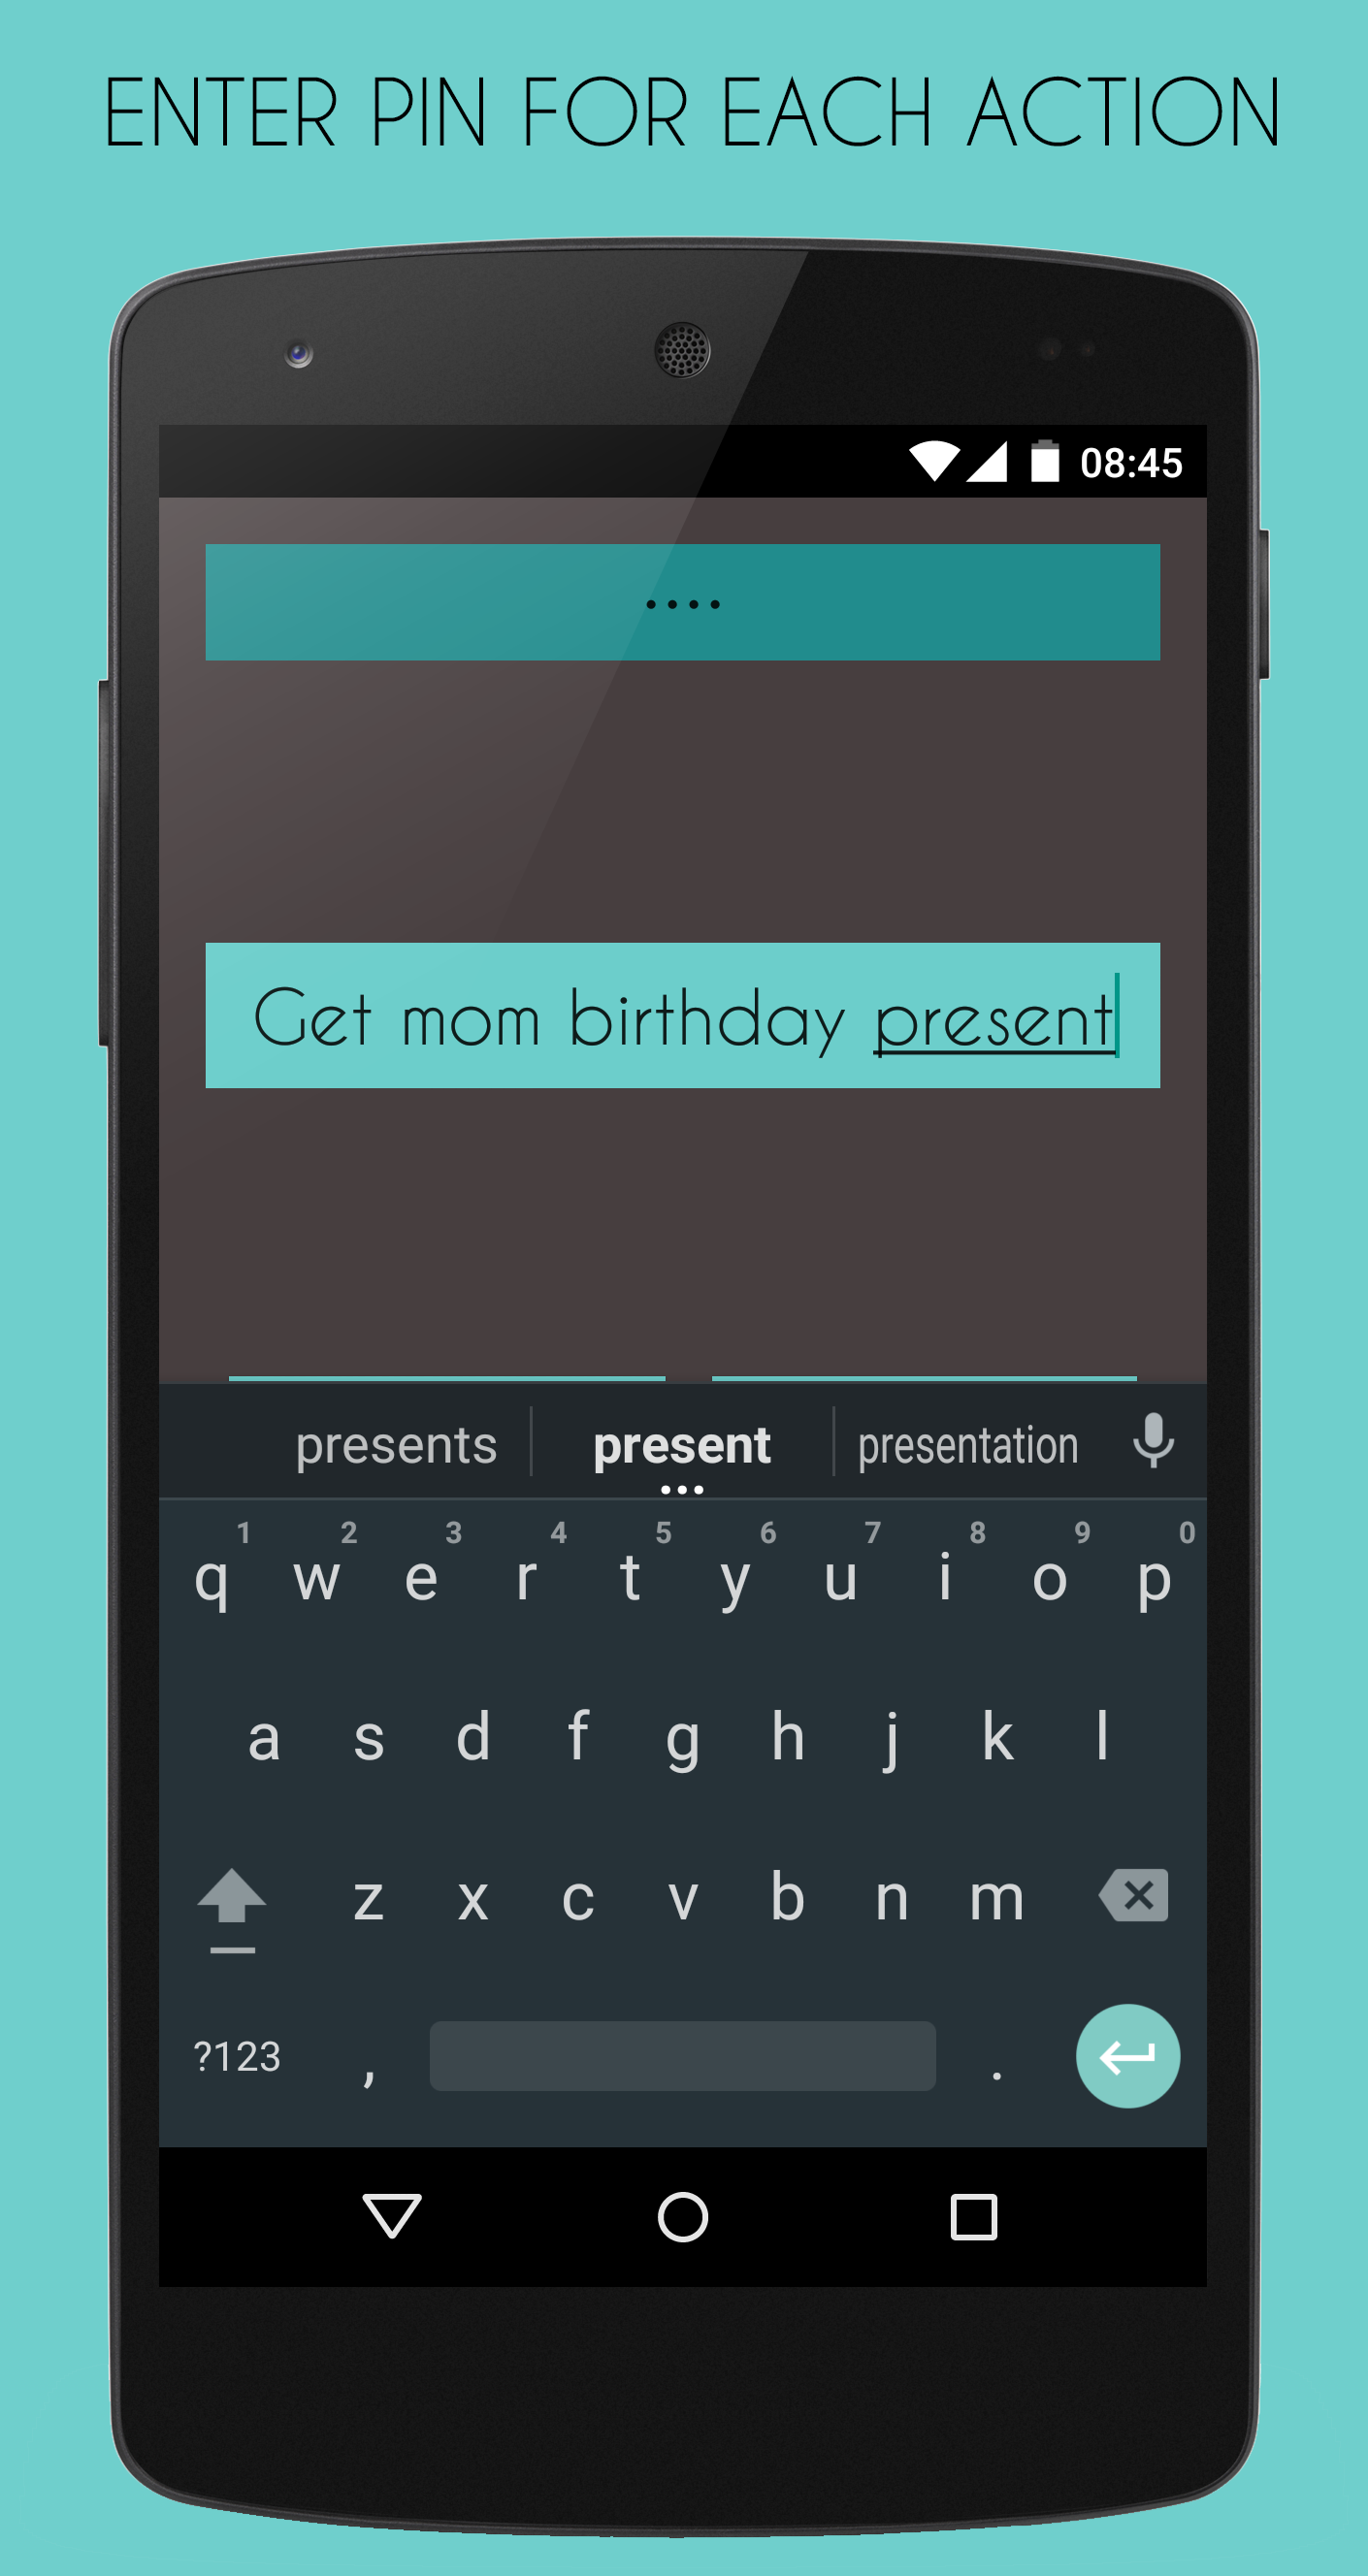 ENTER PIN FOR EACH ACTION
08:45
....
Get mom birthday present
presents present presentation
1 2 3 4 5 6 7 8 9 0
q w e r t y u i o p
a s d f g h j k l
z x c v b n m
?123 , .